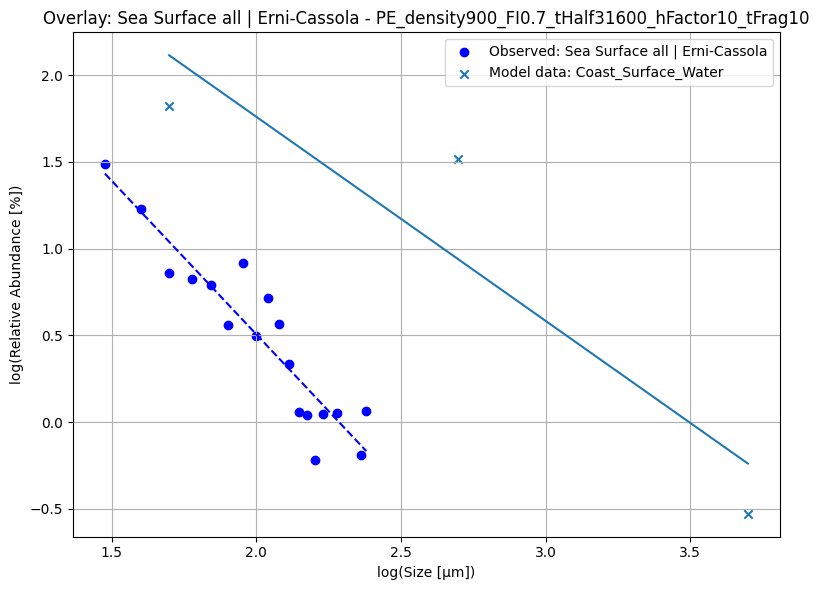 Overlay: Sea Surface all | Erni-Cassola - PE_density900_FI0.7_tHalf31600_hFactor10_tFrag10
Observed: Sea Surface all | Erni-Cassola
Model data: Coast_Surface_Water
log(Relative Abundance [%])
2.0
1.5
1.0
0.5
0.0
−0.5
1.5
2.0
2.5
3.0
3.5
log(Size [μm])